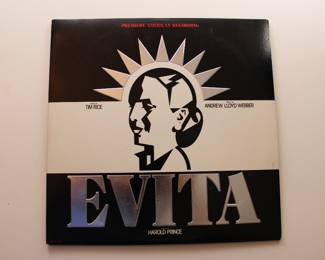 PREMIERE AMERICAN RECORDING
TIM RICE
ANDREW LLOYD WEBBER
EVITA
HAROLD PRINCE